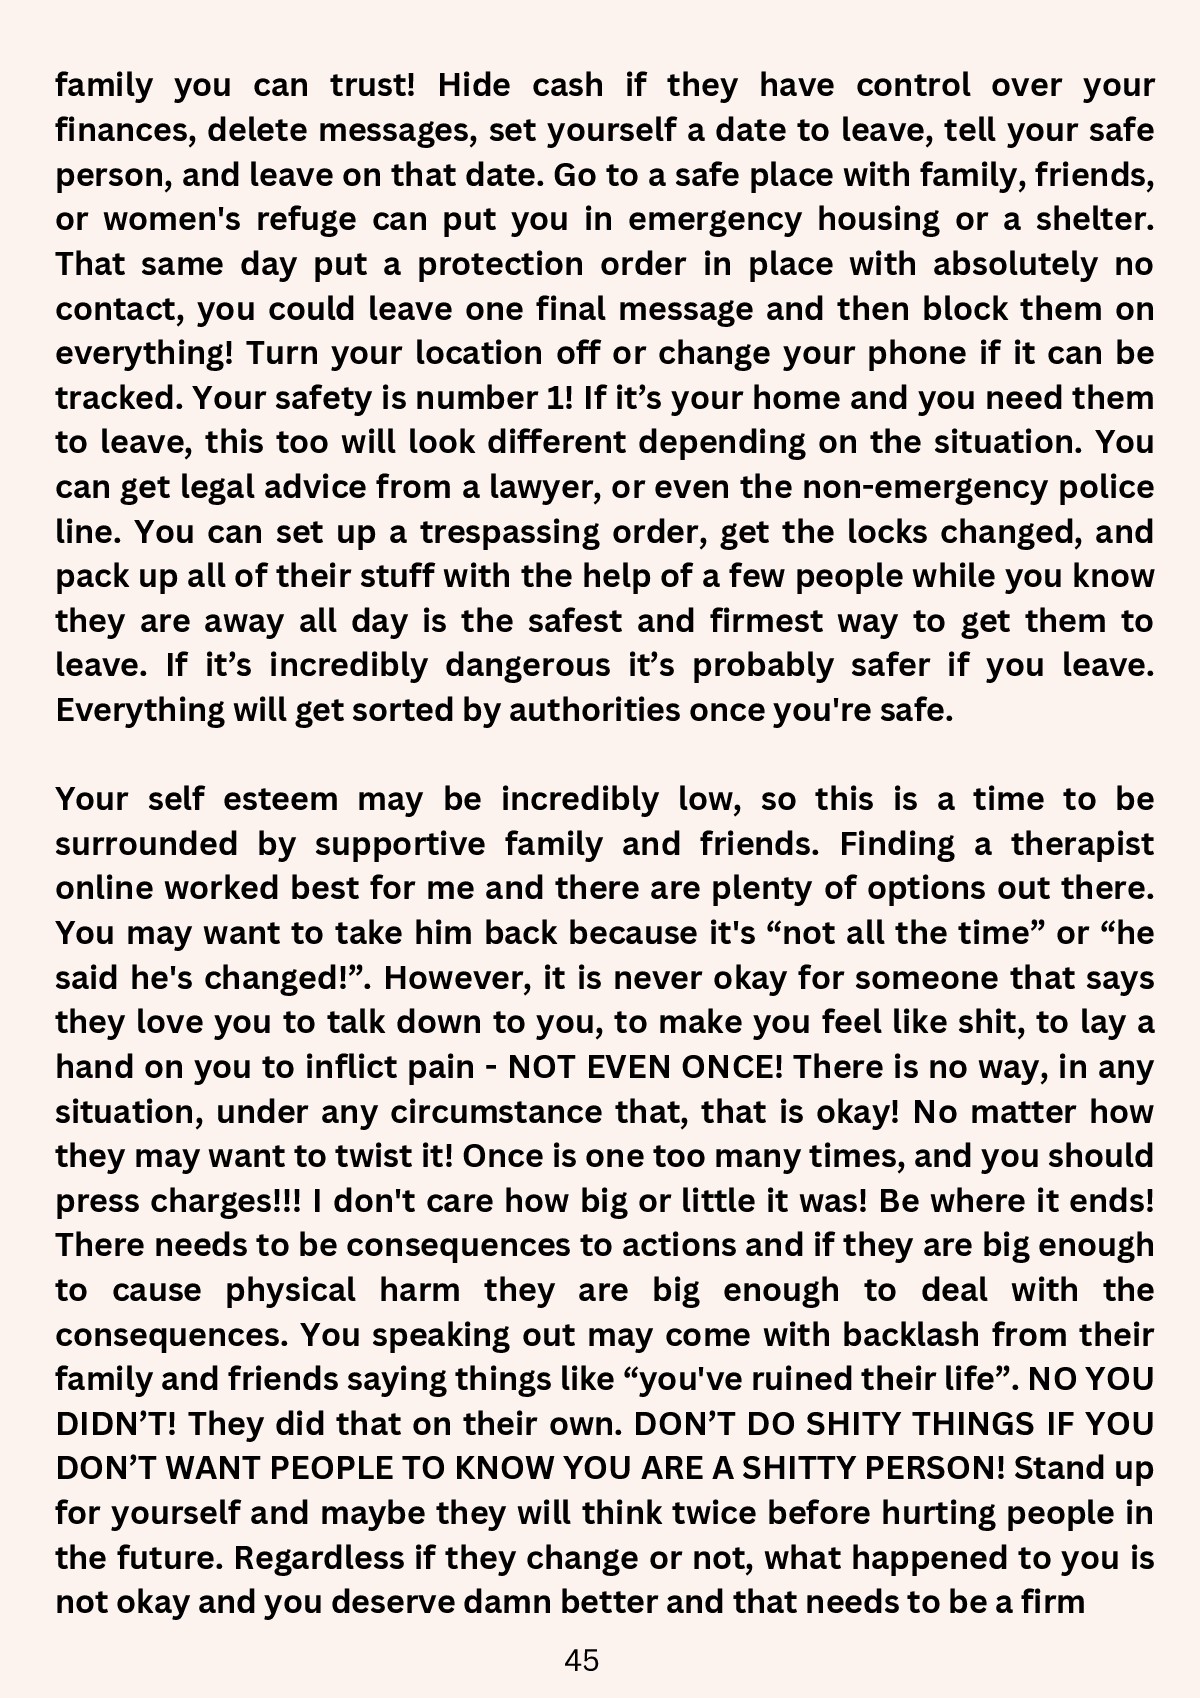 family you can trust! Hide cash if they have control over your
finances, delete messages, set yourself a date to leave, tell your safe
person, and leave on that date. Go to a safe place with family, friends,
or women's refuge can put you in emergency housing or a shelter.
That same day put a protection order in place with absolutely no
contact, you could leave one final message and then block them on
everything! Turn your location off or change your phone if it can be
tracked. Your safety is number 1! If it’s your home and you need them
to leave, this too will look different depending on the situation. You
can get legal advice from a lawyer, or even the non-emergency police
line. You can set up a trespassing order, get the locks changed, and
pack up all of their stuff with the help of a few people while you know
they are away all day is the safest and firmest way to get them to
leave. If it’s incredibly dangerous it’s probably safer if you leave.
Everything will get sorted by authorities once you're safe.
Your self esteem may be incredibly low, so this is a time to be
surrounded by supportive family and friends. Finding a therapist
online worked best for me and there are plenty of options out there.
You may want to take him back because it's “not all the time” or “he
said he's changed!”. However, it is never okay for someone that says
they love you to talk down to you, to make you feel like shit, to lay a
hand on you to inflict pain - NOT EVEN ONCE! There is no way, in any
situation, under any circumstance that, that is okay! No matter how
they may want to twist it! Once is one too many times, and you should
press charges!!! I don't care how big or little it was! Be where it ends!
There needs to be consequences to actions and if they are big enough
to cause physical harm they are big enough to deal with the
consequences. You speaking out may come with backlash from their
family and friends saying things like “you've ruined their life”. NO YOU
DIDN’T! They did that on their own. DON’T DO SHITY THINGS IF YOU
DON’T WANT PEOPLE TO KNOW YOU ARE A SHITTY PERSON! Stand up
for yourself and maybe they will think twice before hurting people in
the future. Regardless if they change or not, what happened to you is
not okay and you deserve damn better and that needs to be a firm
45